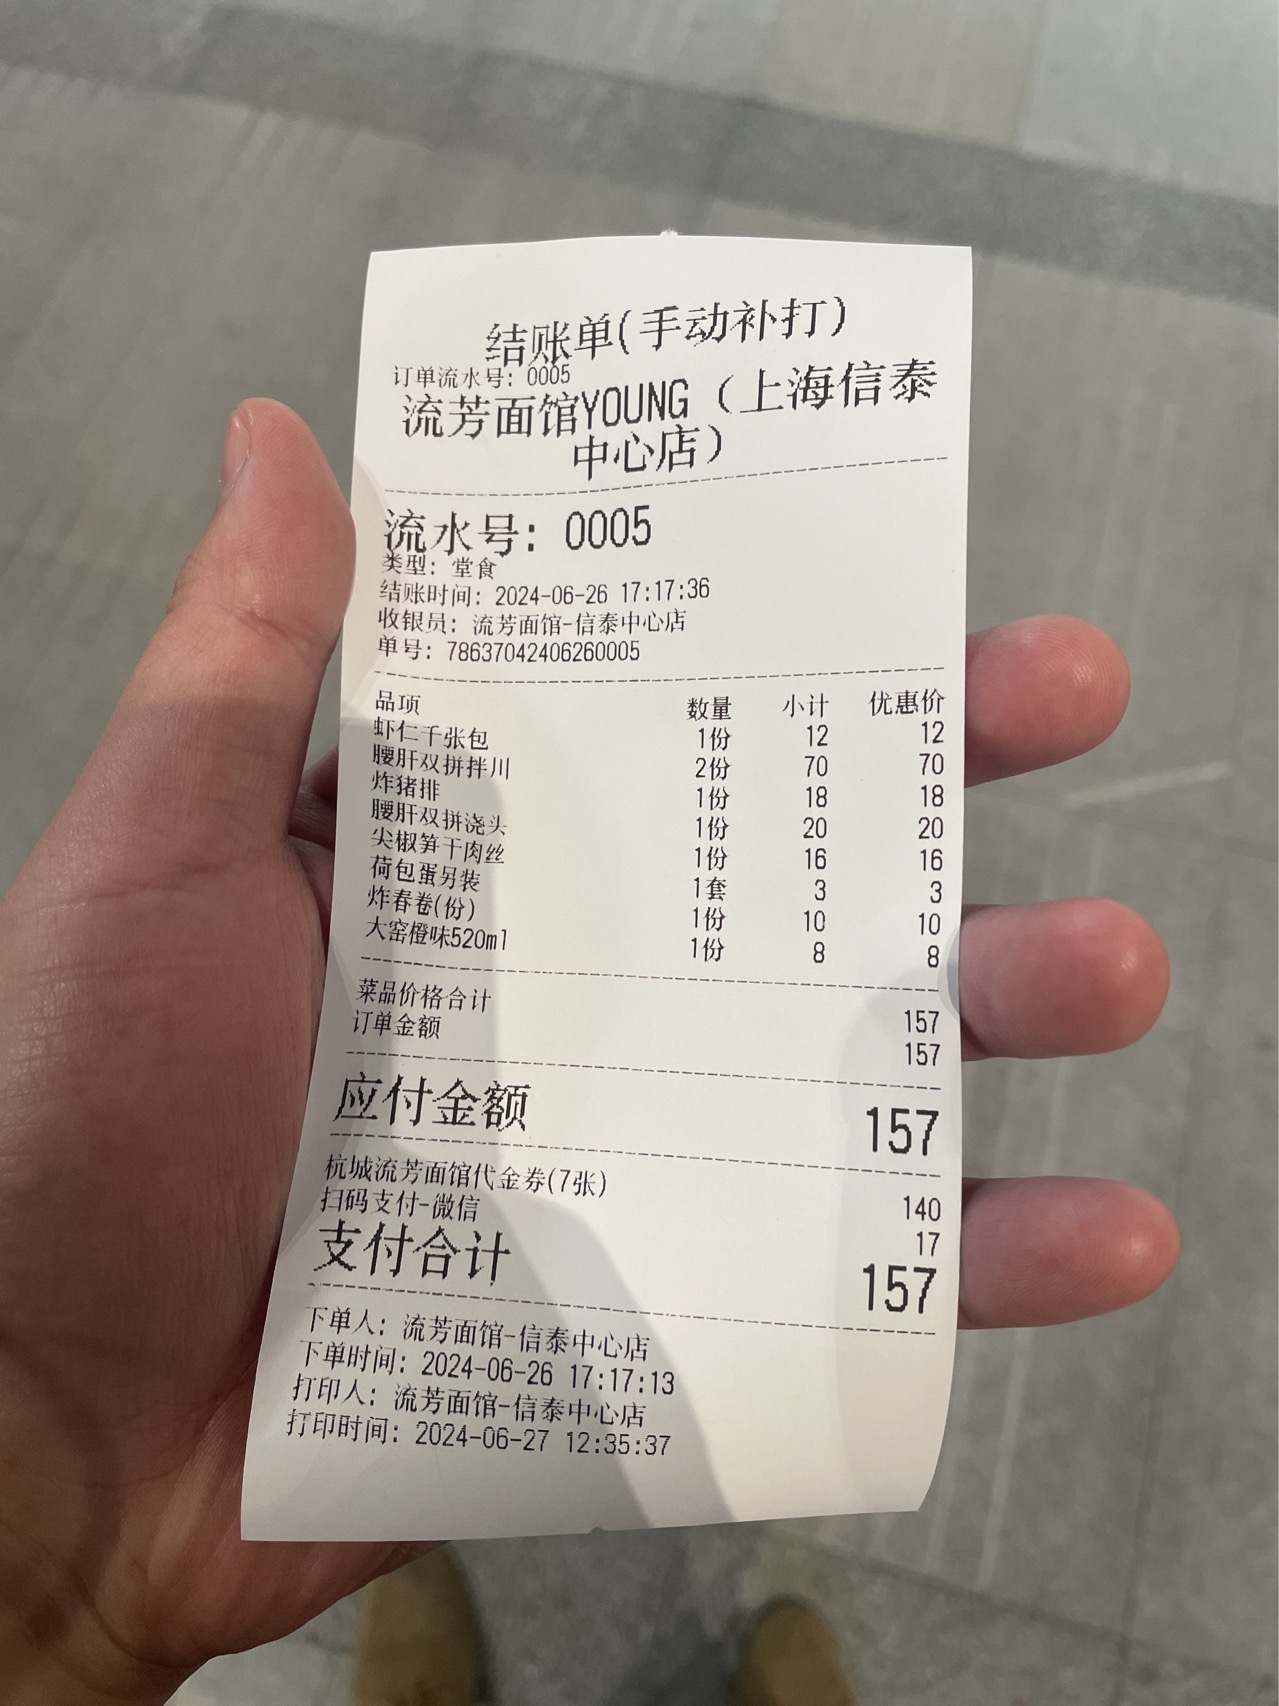 结账单(手动补打)
订单流水号: 0005
流芳面馆YOUNG（上海信泰
中心店）
流水号: 0005
类型: 堂食
结账时间: 2024-06-26 17:17:36
收银员: 流芳面馆-信泰中心店
单号: 78637042406260005
品项 数量 小计 优惠价
虾仁千张包 1份 12 12
腰肝双拼拌川 2份 70 70
炸猪排 1份 18 18
腰肝双拼浇头 1份 20 20
尖椒笋干肉丝 1份 16 16
荷包蛋另装 1套 3 3
炸春卷(份) 1份 10 10
大窑橙味520ml 1份 8 8
菜品价格合计 157
订单金额 157
应付金额 157
杭城流芳面馆代金券(7张) 140
扫码支付-微信 17
支付合计 157
下单人: 流芳面馆-信泰中心店
下单时间: 2024-06-26 17:17:13
打印人: 流芳面馆-信泰中心店
打印时间: 2024-06-27 12:35:37